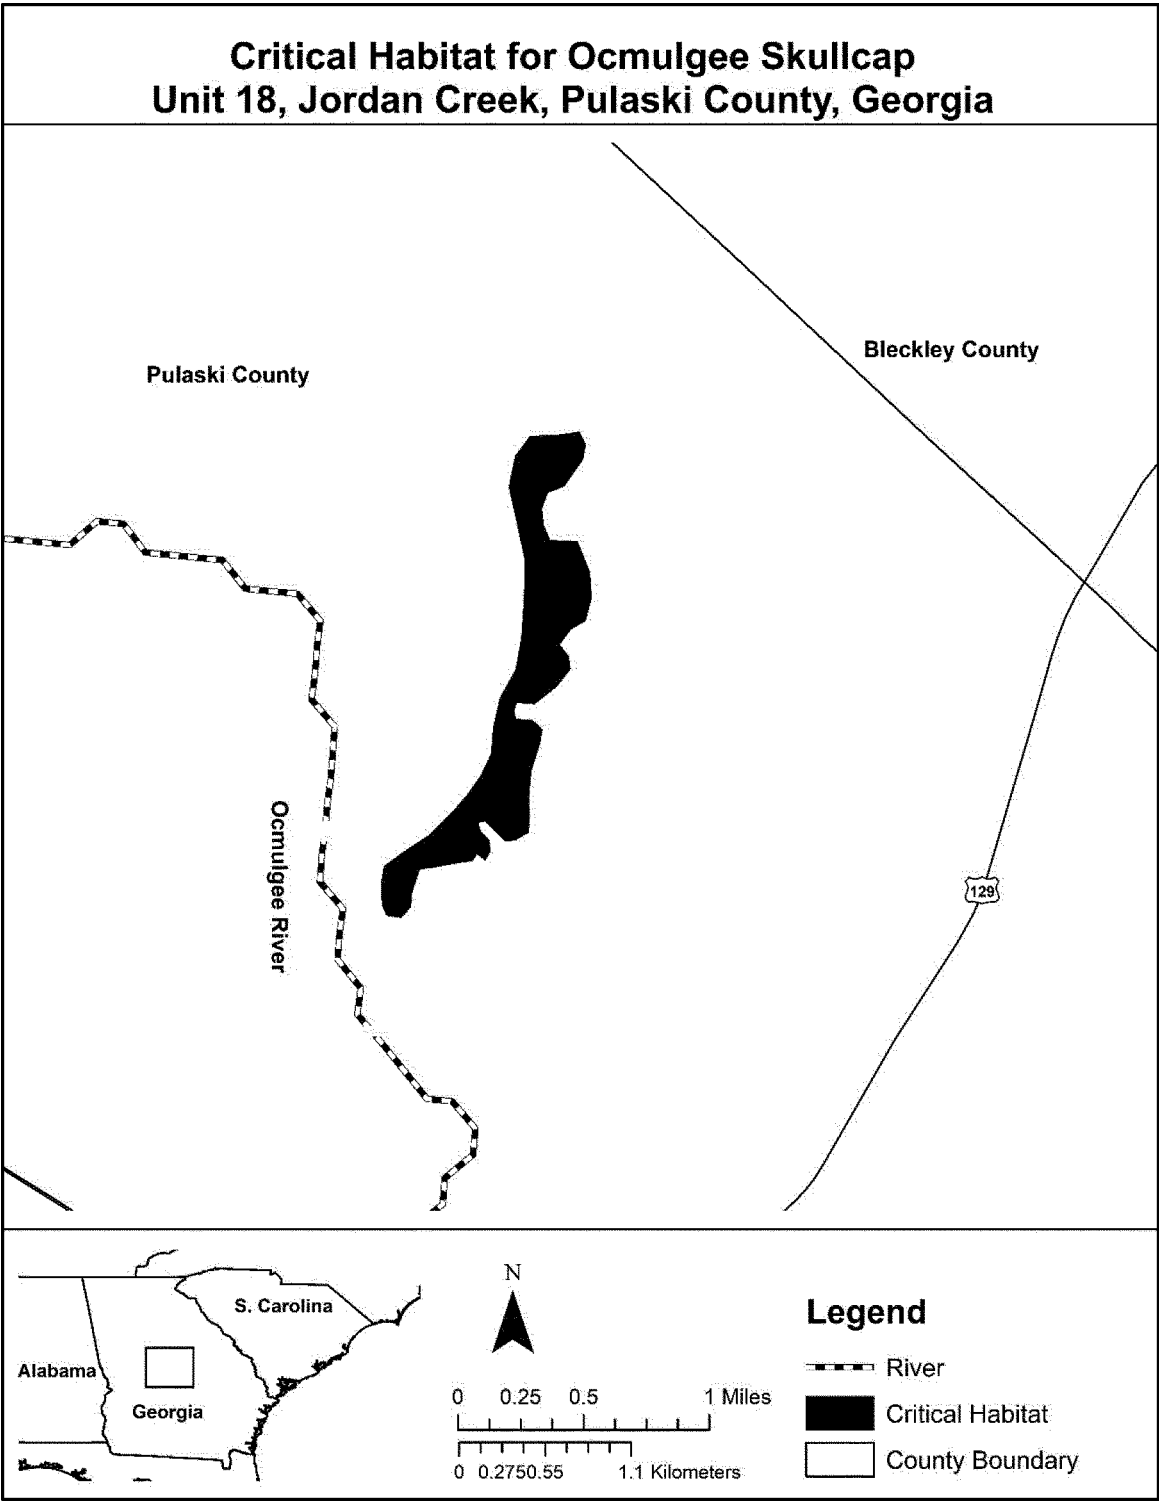 Critical Habitat for Ocmulgee Skullcap
Unit 18, Jordan Creek, Pulaski County, Georgia
Bleckley County
Pulaski County
Ocmulgee River
129
N
S. Carolina
Alabama
Georgia
0 0.25 0.5 1 Miles
0 0.2750.55 1.1 Kilometers
Legend
River
Critical Habitat
County Boundary